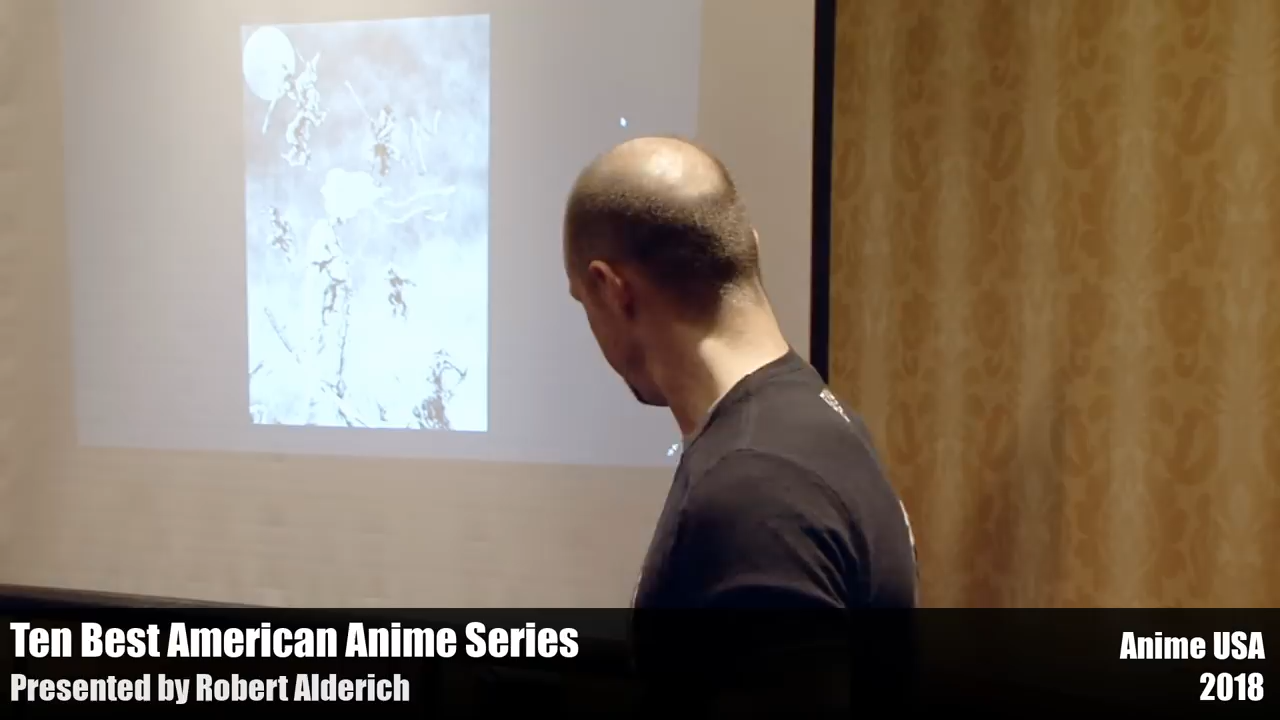 Ten Best American Anime Series
Presented by Robert Alderich
Anime USA
2018